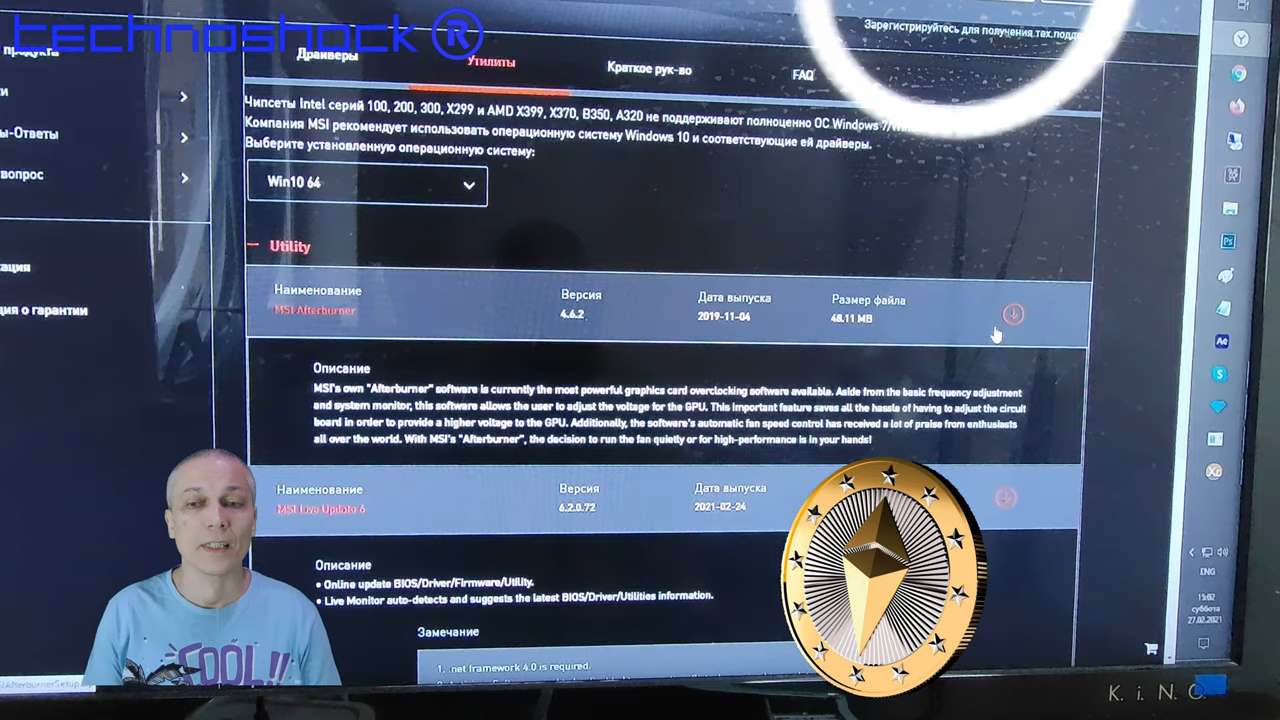 technoshock ®
Зарегистрируйтесь для получения тех.подд
продукта
Драйверы
Утилиты
Краткое рук-во
FAQ
ы-Ответы
вопрос
ация
ция о гарантии
Чипсеты Intel серий 100, 200, 300, X299 и AMD X399, X370, B350, A320 не поддерживают полноценно ОС Windows 7/
Компания MSI рекомендует использовать операционную систему Windows 10 и соответствующие ей драйверы.
Выберите установленную операционную систему:
Win10 64
Utility
Наименование Версия Дата выпуска Размер файла
MSI Afterburner 4.6.2 2019-11-04 48.11 MB
Описание
MSI's own "Afterburner" software is currently the most powerful graphics card overclocking software available. Aside from the basic frequency adjustment
and system monitor, this software allows the user to adjust the voltage for the GPU. This important feature saves all the hassle of having to adjust the circuit
board in order to provide a higher voltage to the GPU. Additionally, the software's automatic fan speed control has received a lot of praise from enthusiasts
all over the world. With MSI's "Afterburner", the decision to run the fan quietly or for high-performance is in your hands!
Наименование Версия Дата выпуска
MSI Live Update 6 6.2.0.72 2021-02-24
Описание
• Online update BIOS/Driver/Firmware/Utility.
• Live Monitor auto-detects and suggests the latest BIOS/Driver/Utilities information.
Замечание
1. .net framework 4.0 is required.
COOL!!
Ps
Ae
ENG
15:02
суббота
27.02.2021
K. i. N. G